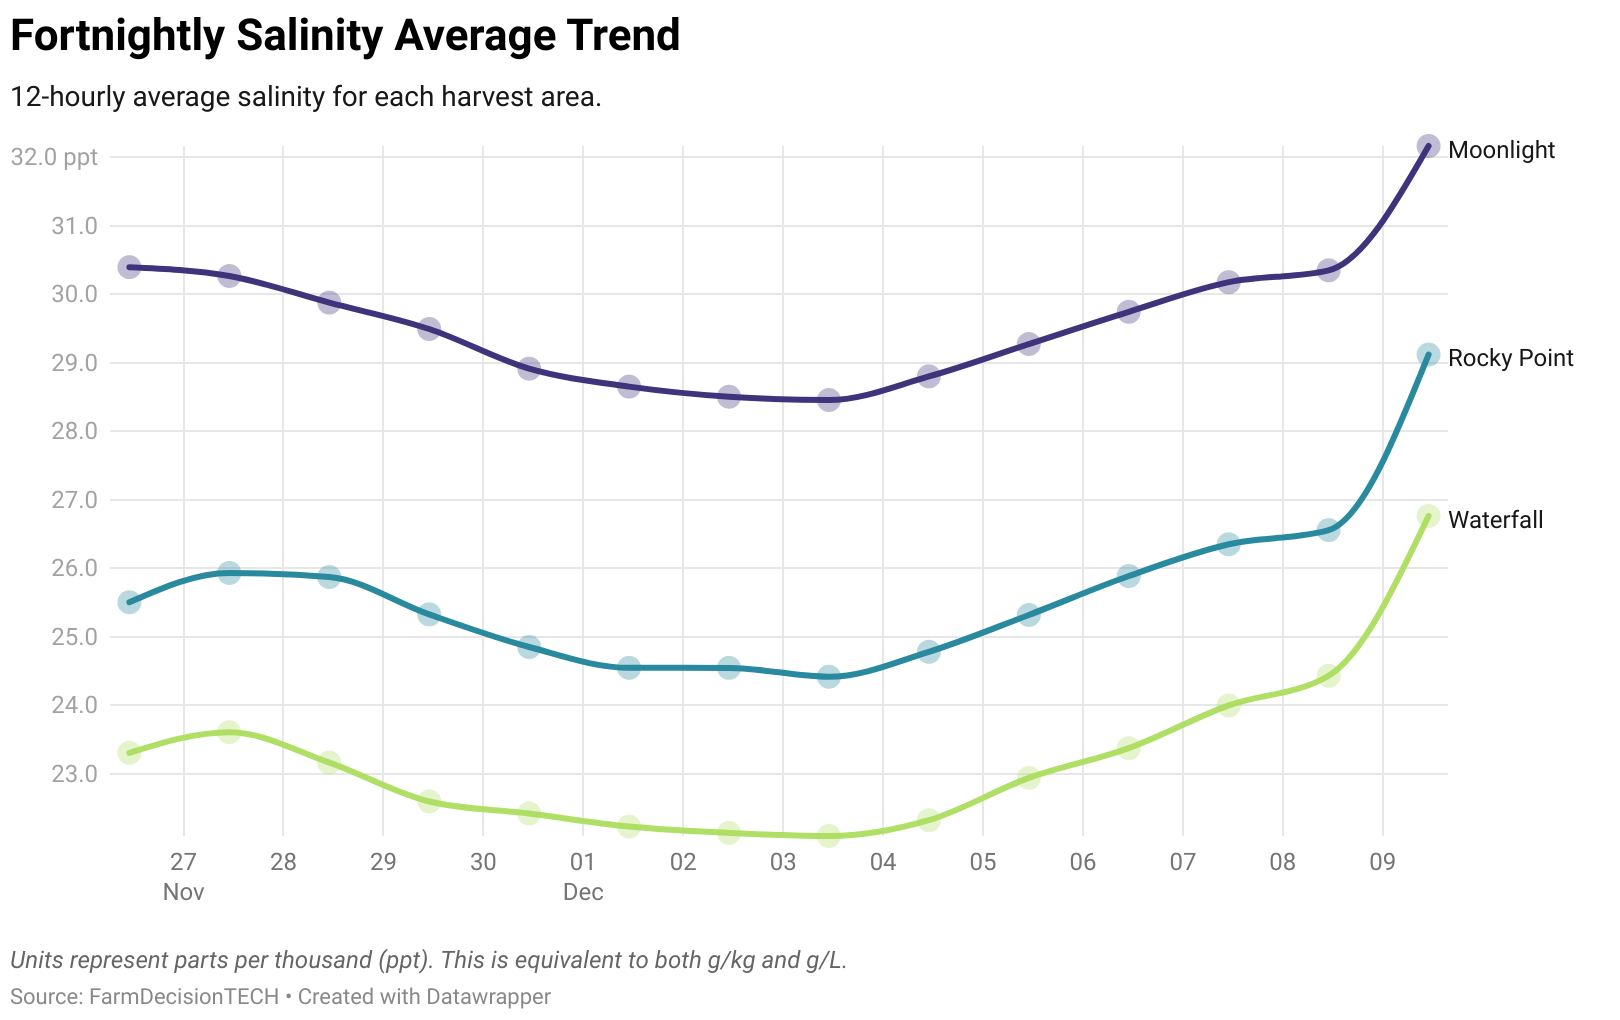 Fortnightly Salinity Average Trend
12-hourly average salinity for each harvest area.
32.0 ppt
Moonlight
31.0
30.0
29.0
Rocky Point
28.0
27.0
Waterfall
26.0
25.0
24.0
23.0
27 28 29 30 01 02 03 04 05 06 07 08 09
Nov Dec
Units represent parts per thousand (ppt). This is equivalent to both g/kg and g/L.
Source: FarmDecisionTECH • Created with Datawrapper